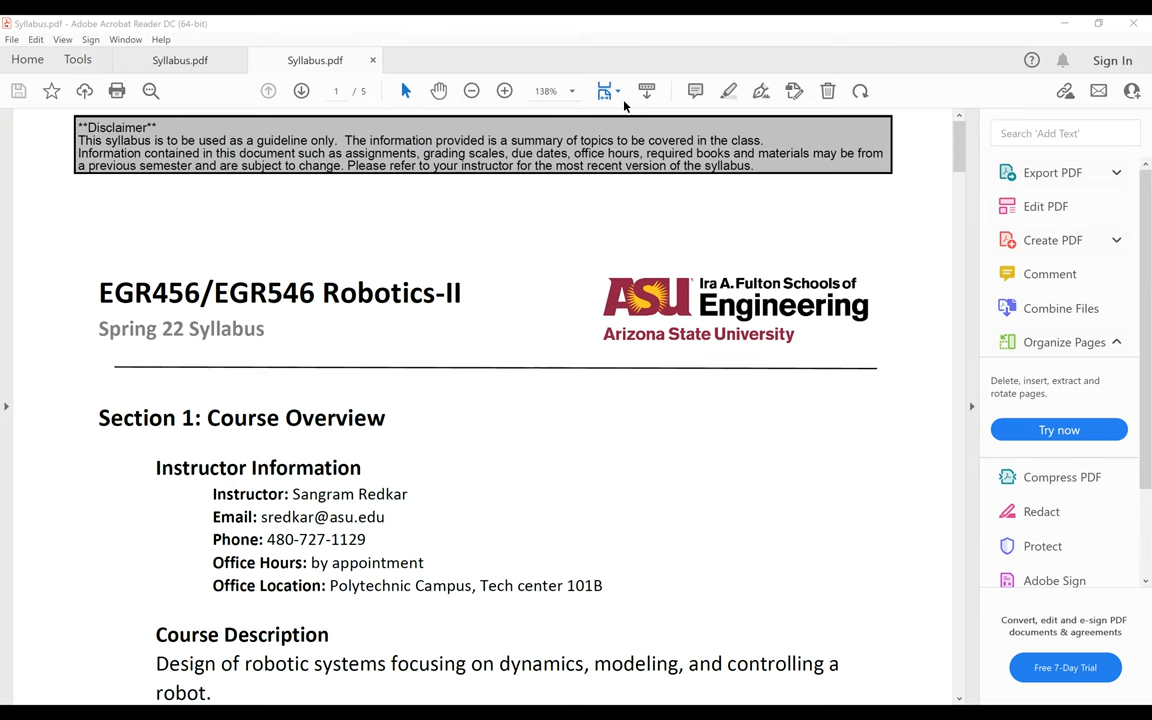 Syllabus.pdf - Adobe Acrobat Reader DC (64-bit)
File Edit View Sign Window Help
Home Tools Syllabus.pdf Syllabus.pdf × Sign In
1 / 5 138%
**Disclaimer**
This syllabus is to be used as a guideline only. The information provided is a summary of topics to be covered in the class.
Information contained in this document such as assignments, grading scales, due dates, office hours, required books and materials may be from
a previous semester and are subject to change. Please refer to your instructor for the most recent version of the syllabus.
EGR456/EGR546 Robotics-II
Spring 22 Syllabus
ASU Ira A. Fulton Schools of
Engineering
Arizona State University
Section 1: Course Overview
Instructor Information
Instructor: Sangram Redkar
Email: sredkar@asu.edu
Phone: 480-727-1129
Office Hours: by appointment
Office Location: Polytechnic Campus, Tech center 101B
Course Description
Design of robotic systems focusing on dynamics, modeling, and controlling a
robot.
Search 'Add Text'
Export PDF
Edit PDF
Create PDF
Comment
Combine Files
Organize Pages
Delete, insert, extract and
rotate pages.
Try now
Compress PDF
Redact
Protect
Adobe Sign
Convert, edit and e-sign PDF
documents & agreements
Free 7-Day Trial